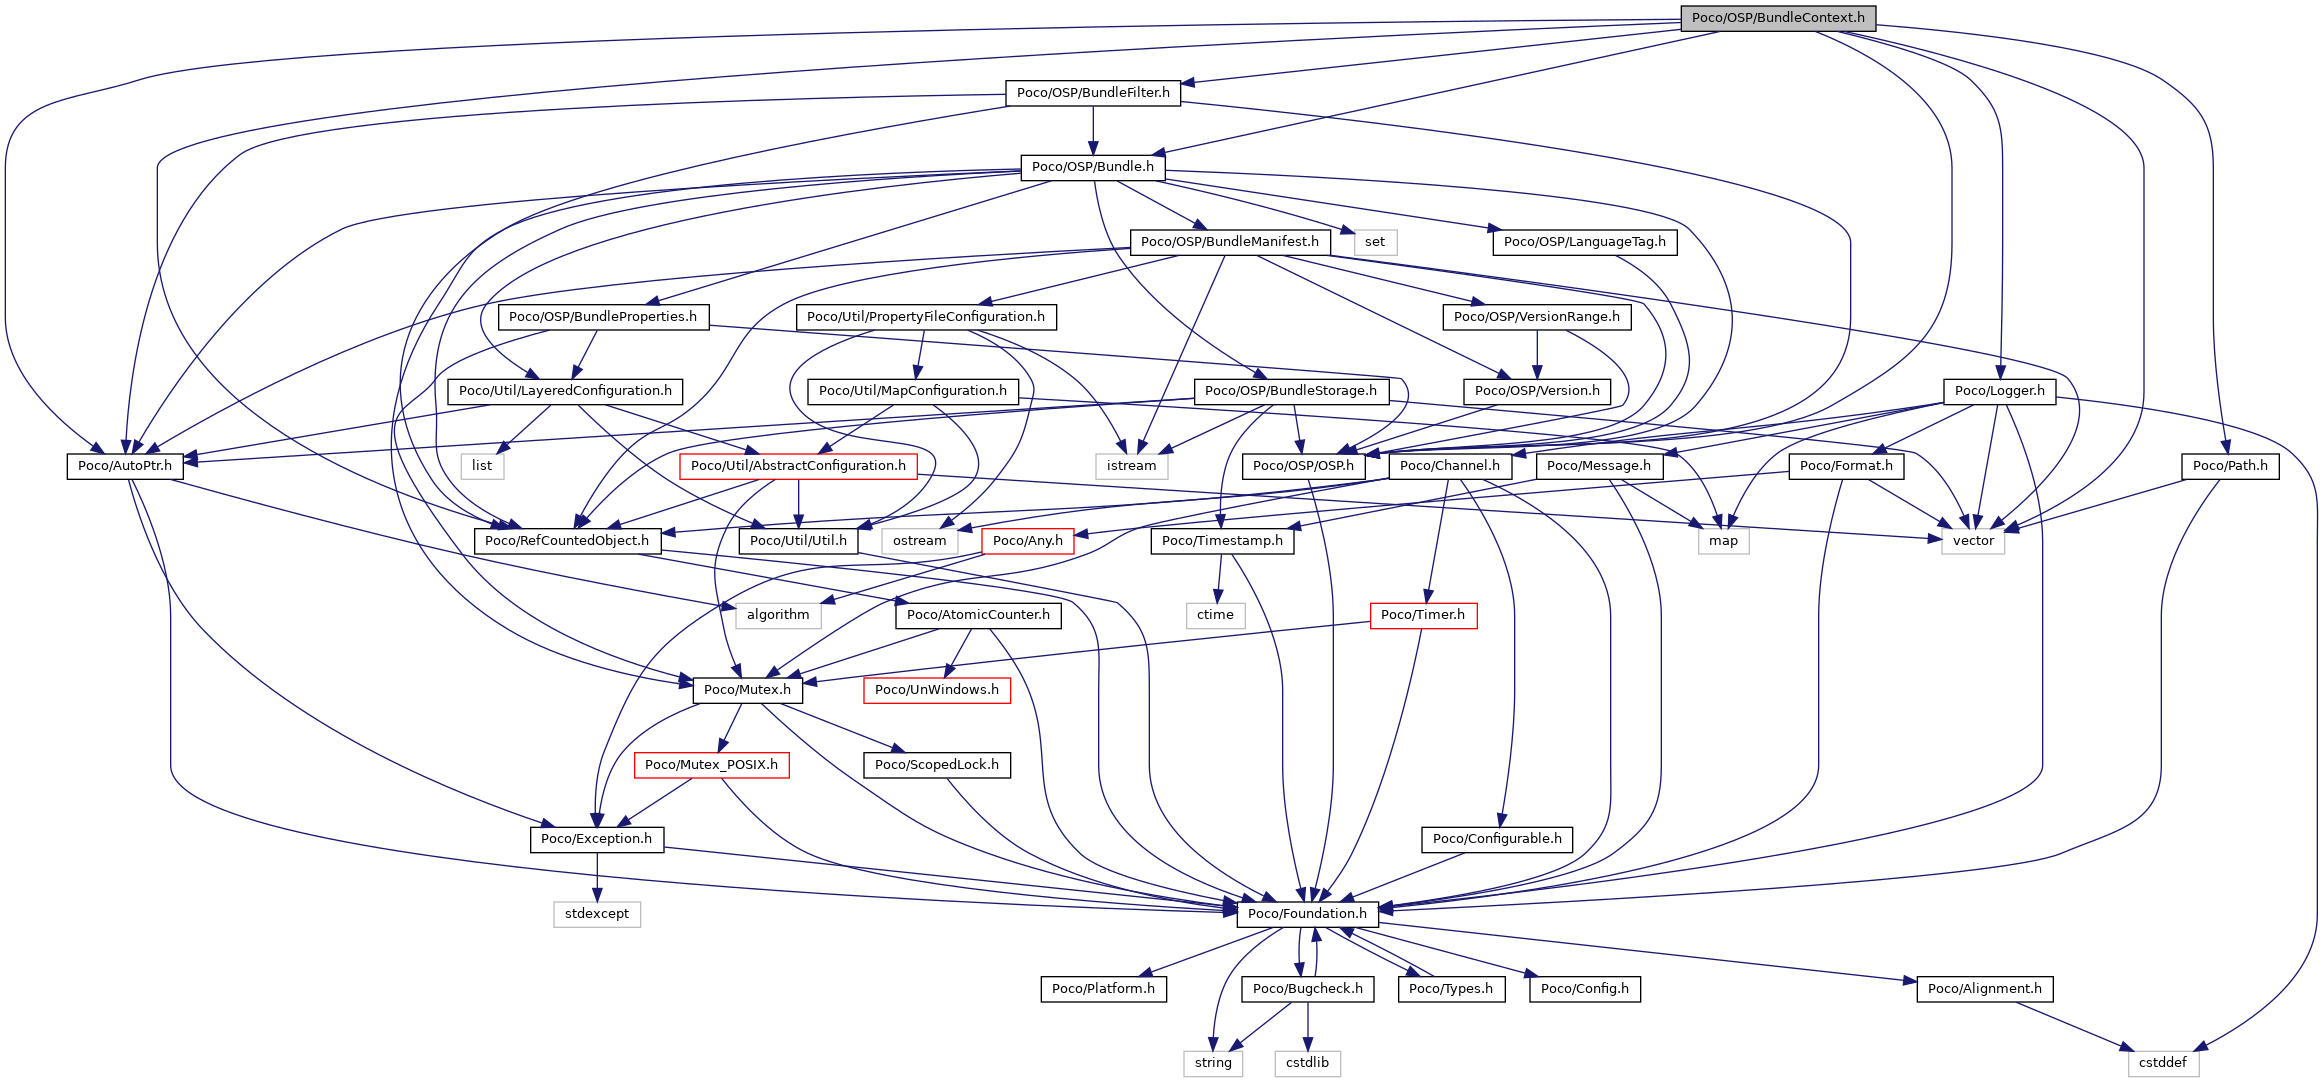 Poco/OSP/BundleContext.h
Poco/OSP/BundleFilter.h
Poco/OSP/Bundle.h
Poco/OSP/BundleManifest.h
set
Poco/OSP/LanguageTag.h
Poco/OSP/BundleProperties.h
Poco/Util/PropertyFileConfiguration.h
Poco/OSP/VersionRange.h
Poco/Util/LayeredConfiguration.h
Poco/Util/MapConfiguration.h
Poco/OSP/BundleStorage.h
Poco/OSP/Version.h
Poco/Logger.h
Poco/AutoPtr.h
list
Poco/Util/AbstractConfiguration.h
istream
Poco/OSP/OSP.h
Poco/Channel.h
Poco/Message.h
Poco/Format.h
Poco/Path.h
Poco/RefCountedObject.h
Poco/Util/Util.h
ostream
Poco/Any.h
Poco/Timestamp.h
map
vector
algorithm
Poco/AtomicCounter.h
ctime
Poco/Timer.h
Poco/Mutex.h
Poco/UnWindows.h
Poco/Mutex_POSIX.h
Poco/ScopedLock.h
Poco/Exception.h
Poco/Configurable.h
stdexcept
Poco/Foundation.h
Poco/Platform.h
Poco/Bugcheck.h
Poco/Types.h
Poco/Config.h
Poco/Alignment.h
string
cstdlib
cstddef